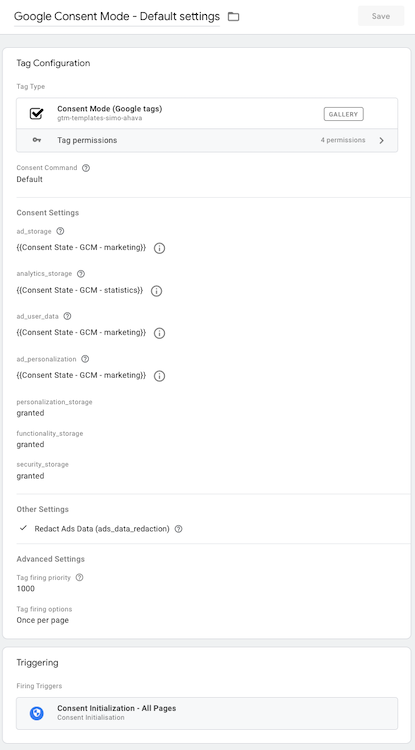 Google Consent Mode - Default settings
Save
Tag Configuration
Tag Type
Consent Mode (Google tags)
gtm-templates-simo-ahava
GALLERY
Tag permissions
4 permissions
Consent Command
Default
Consent Settings
ad_storage
{{Consent State - GCM - marketing}}
analytics_storage
{{Consent State - GCM - statistics}}
ad_user_data
{{Consent State - GCM - marketing}}
ad_personalization
{{Consent State - GCM - marketing}}
personalization_storage
granted
functionality_storage
granted
security_storage
granted
Other Settings
Redact Ads Data (ads_data_redaction)
Advanced Settings
Tag firing priority
1000
Tag firing options
Once per page
Triggering
Firing Triggers
Consent Initialization - All Pages
Consent Initialisation